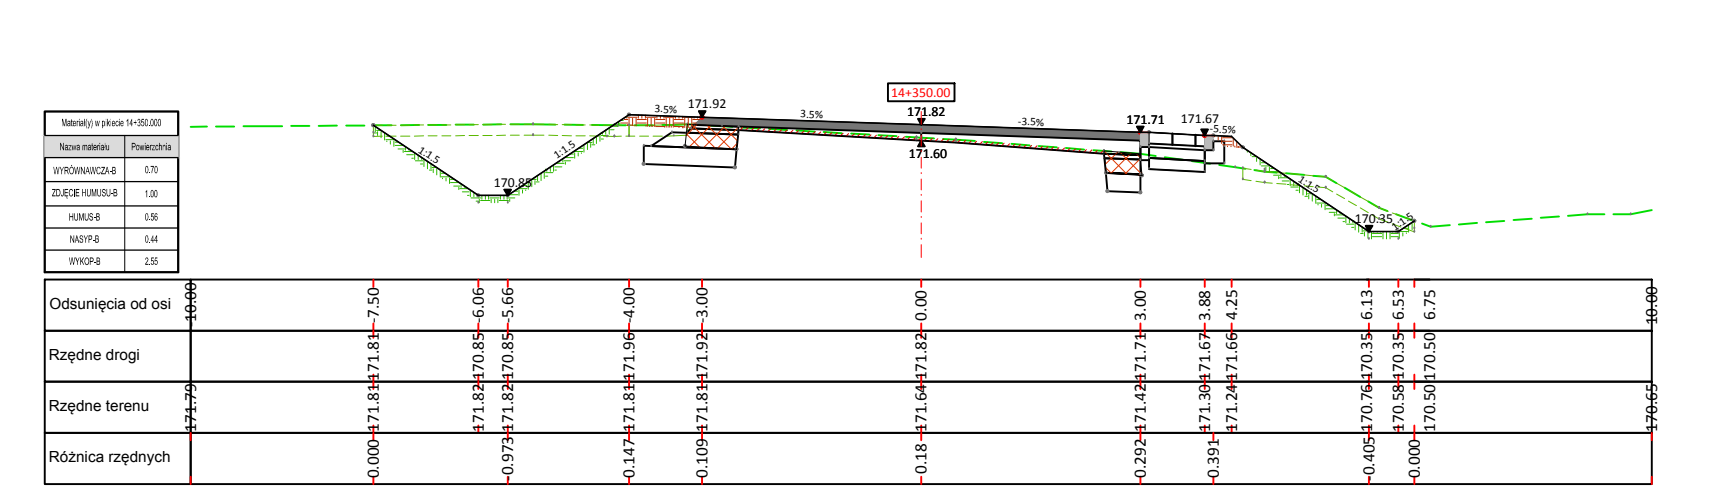 14+350.00
3.5%
171.92
3.5%
171.82
-3.5%
171.71
171.67
-5.5%
171.60
1:1.5
1:1.5
170.85
1:1.5
170.35
1:1.5
Materiał(y) w pikiecie 14+350.000
Nazwa materiału Powierzchnia
WYRÓWNAWCZA-B 0.70
ZDJĘCIE HUMUSU-B 1.00
HUMUS-B 0.56
NASYP-B 0.44
WYKOP-B 2.55
Odsunięcia od osi -10.00 -7.50 -6.06 -5.66 -4.00 -3.00 0.00 3.00 3.88 4.25 6.13 6.53 6.75 10.00
Rzędne drogi 171.81 170.85 170.85 171.96 171.92 171.82 171.71 171.67 171.66 170.35 170.35 170.50
Rzędne terenu 171.79 171.81 171.82 171.82 171.81 171.81 171.64 171.42 171.30 171.24 170.76 170.58 170.50 170.65
Różnica rzędnych 0.000 -0.973 0.147 0.109 0.18 0.292 0.391 -0.405 0.000